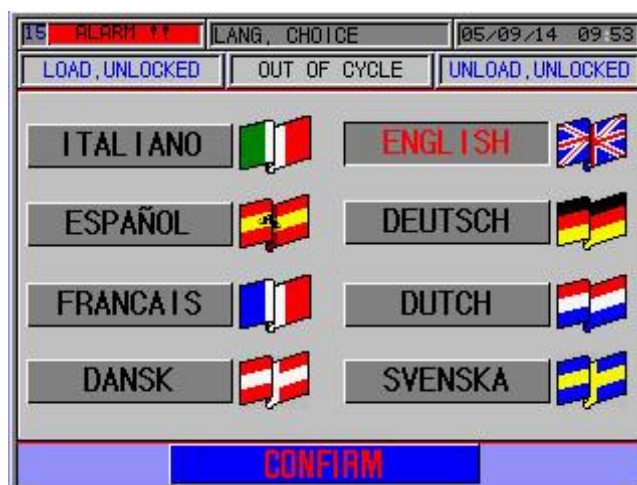 15 ALARM !! LANG, CHOICE 05/09/14 09:53
LOAD,UNLOCKED OUT OF CYCLE UNLOAD,UNLOCKED
ITALIANO ENGLISH
ESPAÑOL DEUTSCH
FRANCAIS DUTCH
DANSK SVENSKA
CONFIRM